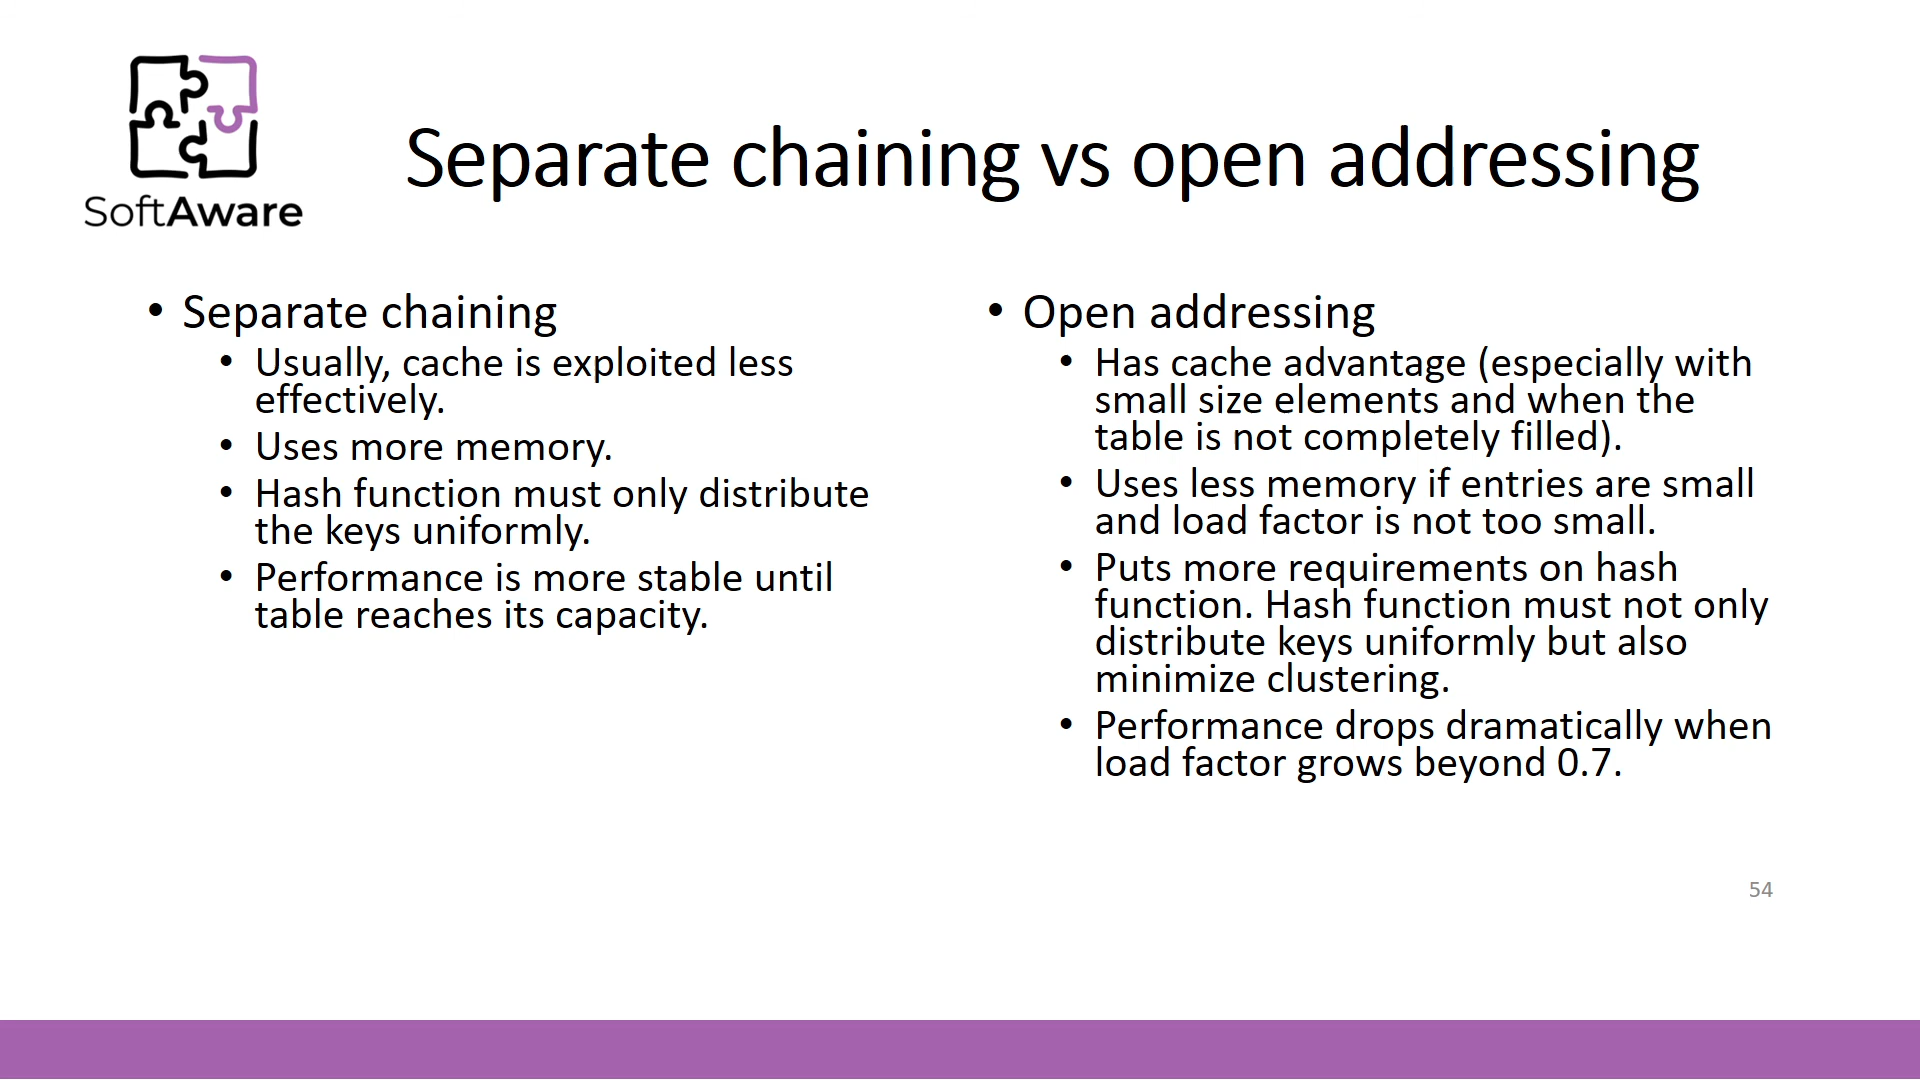 SoftAware
Separate chaining vs open addressing
• Separate chaining
• Usually, cache is exploited less
effectively.
• Uses more memory.
• Hash function must only distribute
the keys uniformly.
• Performance is more stable until
table reaches its capacity.
• Open addressing
• Has cache advantage (especially with
small size elements and when the
table is not completely filled).
• Uses less memory if entries are small
and load factor is not too small.
• Puts more requirements on hash
function. Hash function must not only
distribute keys uniformly but also
minimize clustering.
• Performance drops dramatically when
load factor grows beyond 0.7.
54